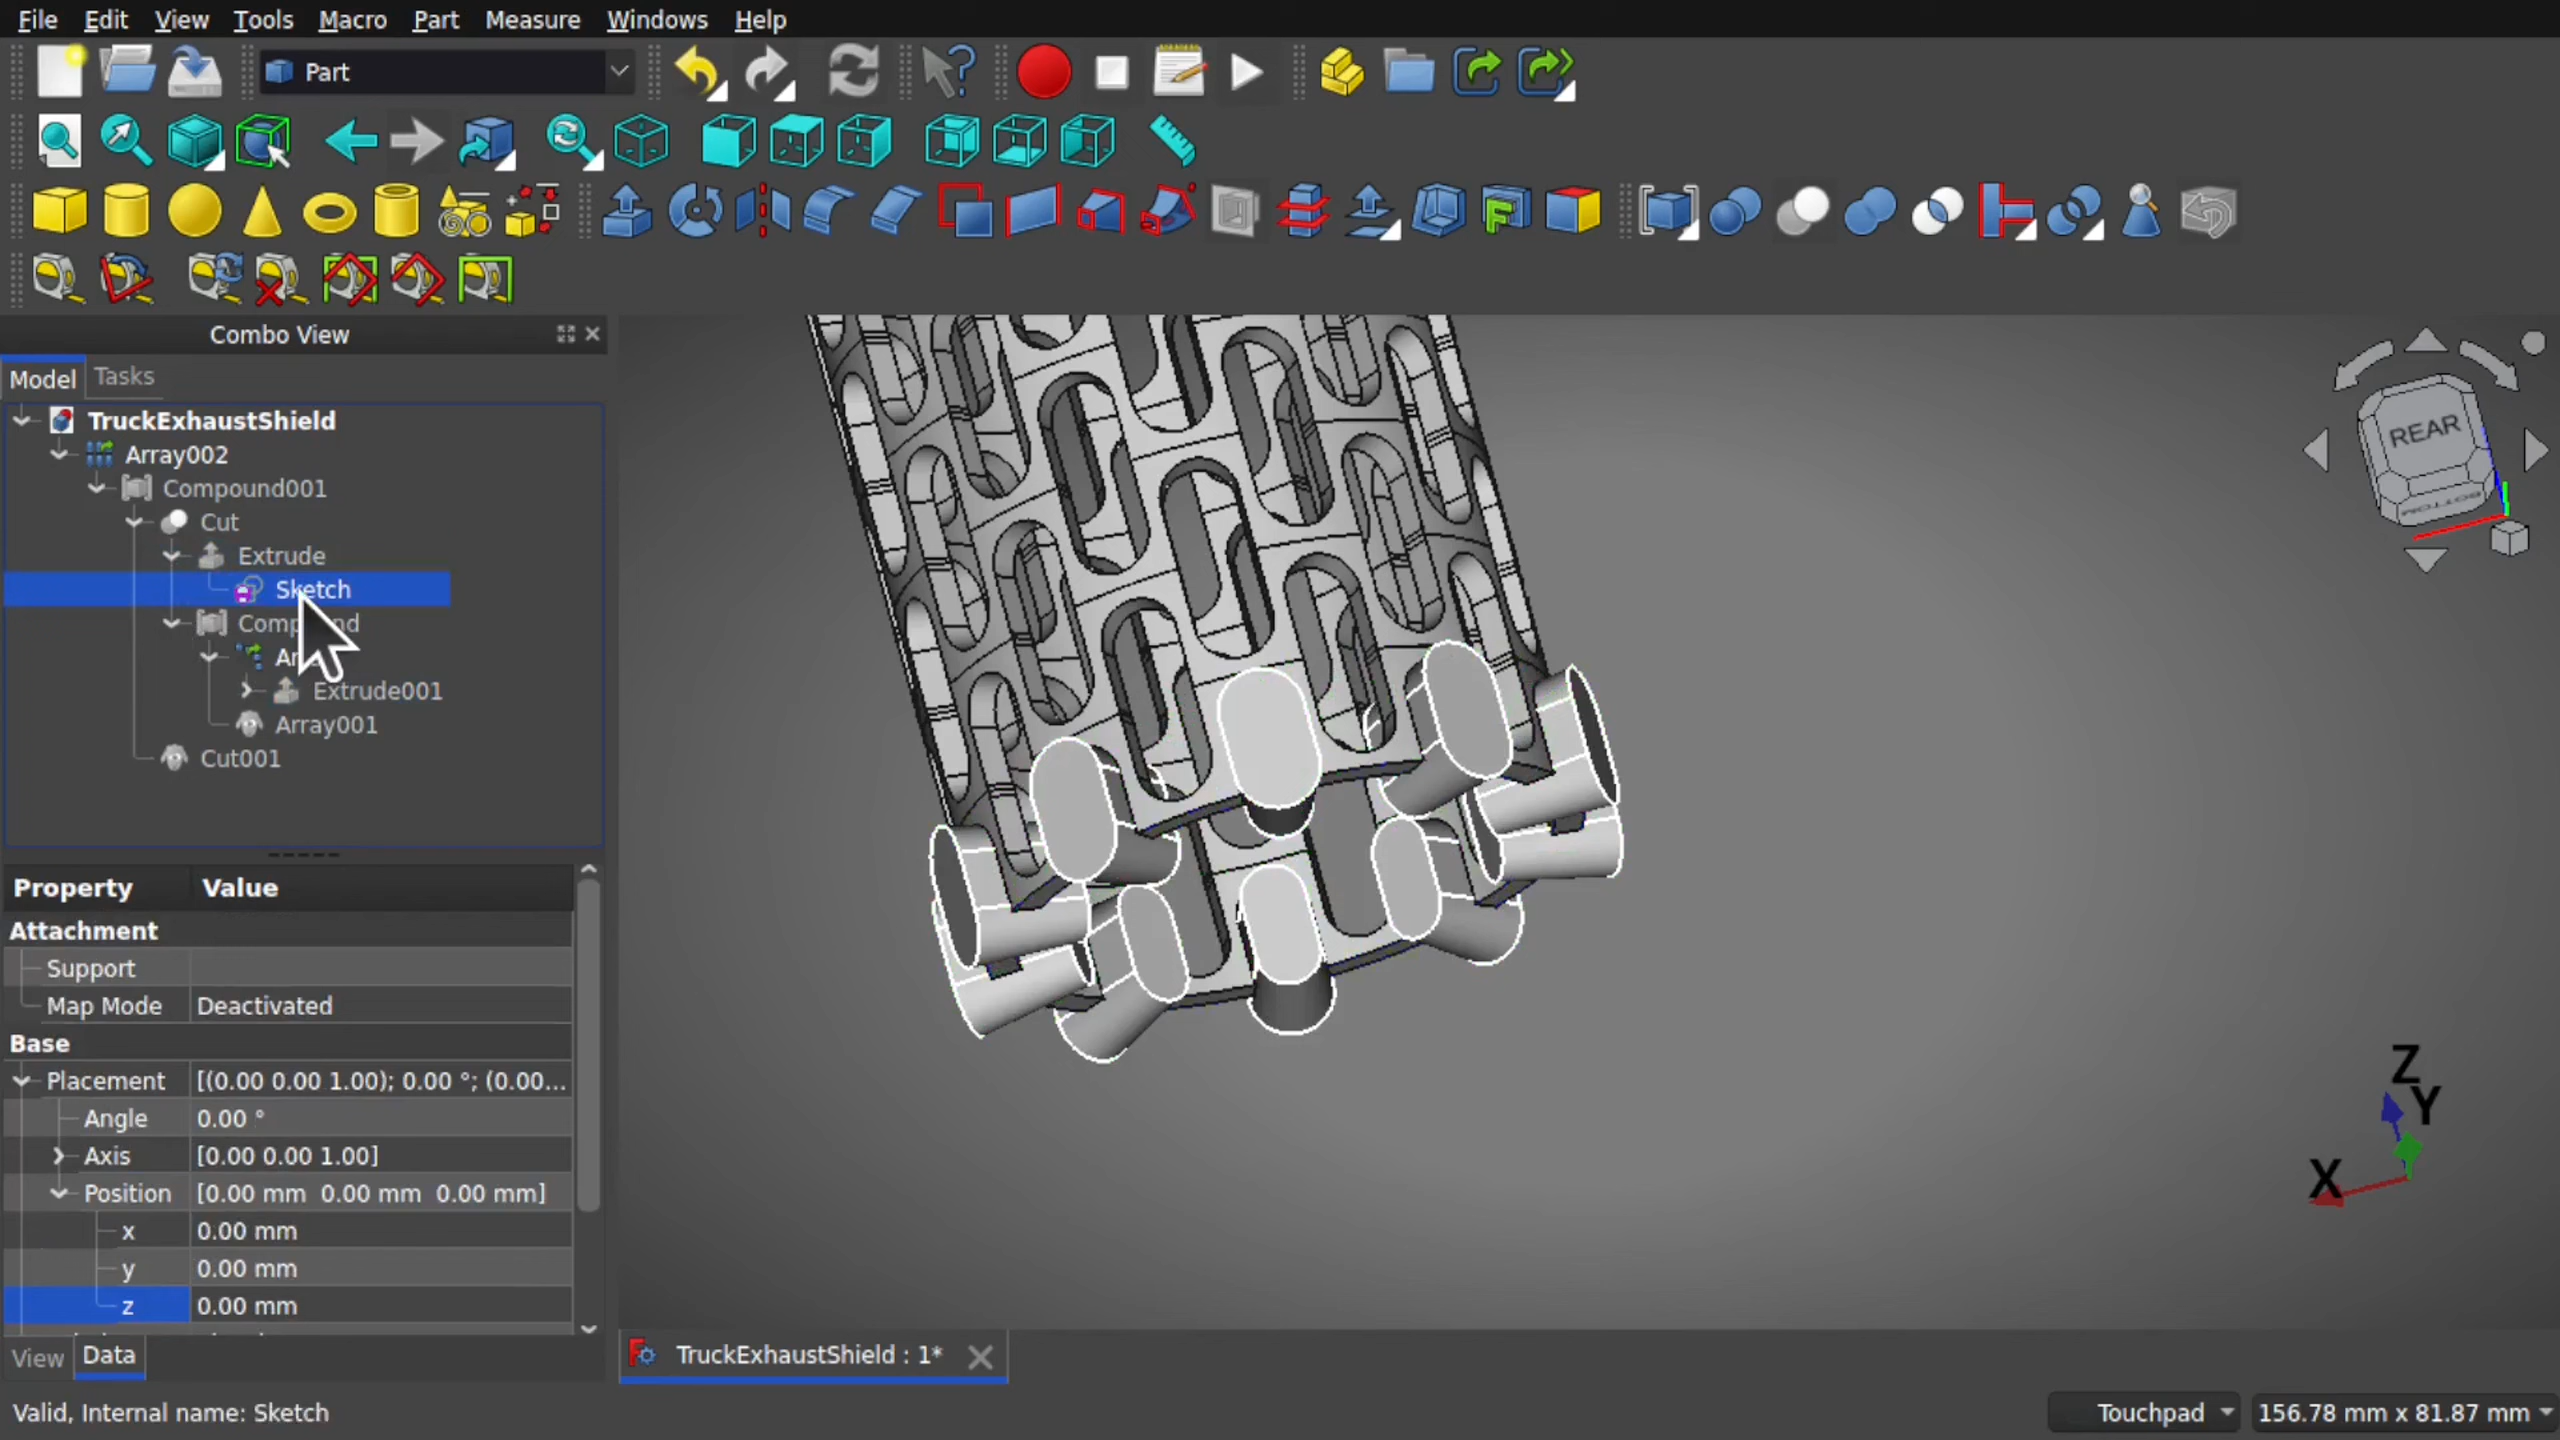 File Edit View Tools Macro Part Measure Windows Help
Part
Combo View
Model Tasks
TruckExhaustShield
Array002
Compound001
Cut
Extrude
Sketch
Extrude001
Array001
Cut001
Property Value
Attachment
Support
Map Mode Deactivated
Base
Placement [(0.00 0.00 1.00); 0.00 °; (0.00...
Angle 0.00 °
Axis [0.00 0.00 1.00]
Position [0.00 mm 0.00 mm 0.00 mm]
x 0.00 mm
y 0.00 mm
z 0.00 mm
View Data
REAR
BOTTOM
Z
Y
X
TruckExhaustShield : 1*
Valid, Internal name: Sketch
Touchpad
156.78 mm x 81.87 mm